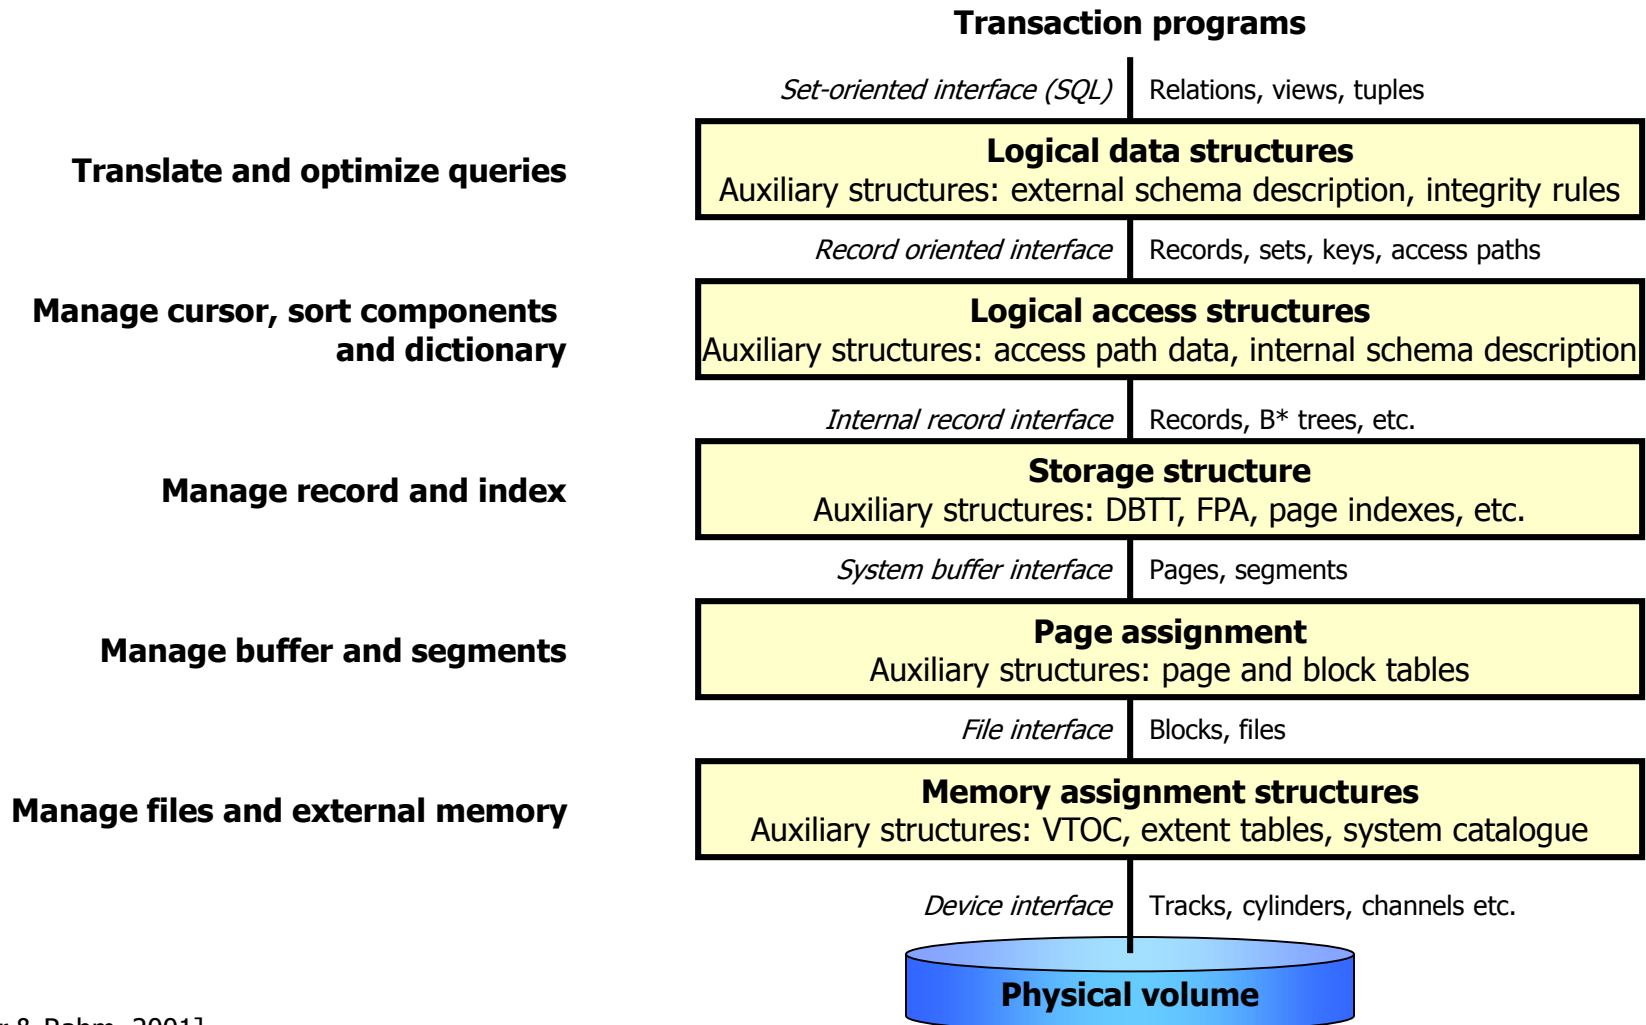 Transaction programs
Set-oriented interface (SQL) Relations, views, tuples
Translate and optimize queries
Logical data structures
Auxiliary structures: external schema description, integrity rules
Record oriented interface Records, sets, keys, access paths
Manage cursor, sort components
and dictionary
Logical access structures
Auxiliary structures: access path data, internal schema description
Internal record interface Records, B* trees, etc.
Manage record and index
Storage structure
Auxiliary structures: DBTT, FPA, page indexes, etc.
System buffer interface Pages, segments
Manage buffer and segments
Page assignment
Auxiliary structures: page and block tables
File interface Blocks, files
Manage files and external memory
Memory assignment structures
Auxiliary structures: VTOC, extent tables, system catalogue
Device interface Tracks, cylinders, channels etc.
Physical volume
& Rahm, 2001]